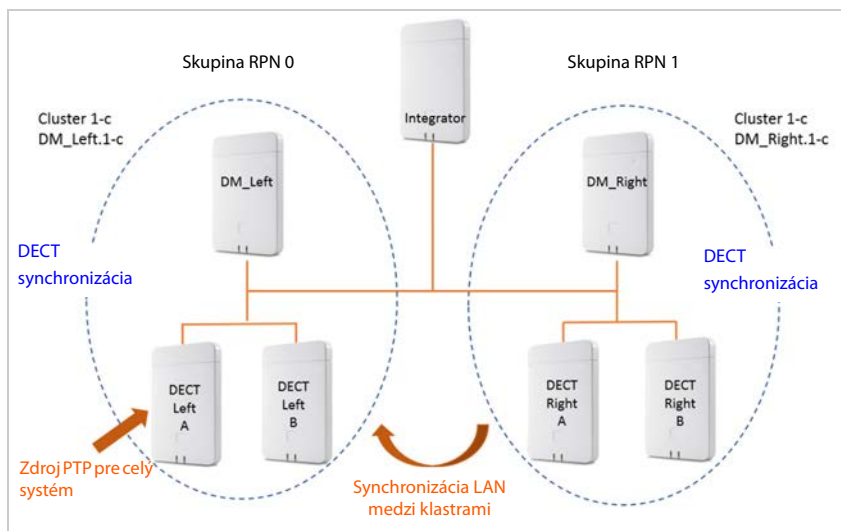 Skupina RPN 0
Skupina RPN 1
Integrator
Cluster 1-c
DM_Left.1-c
Cluster 1-c
DM_Right.1-c
DM_Left
DM_Right
DECT
synchronizácia
DECT
synchronizácia
DECT
Left
A
DECT
Left
B
DECT
Right
A
DECT
Right
B
Zdroj PTP pre celý
systém
Synchronizácia LAN
medzi klastrami